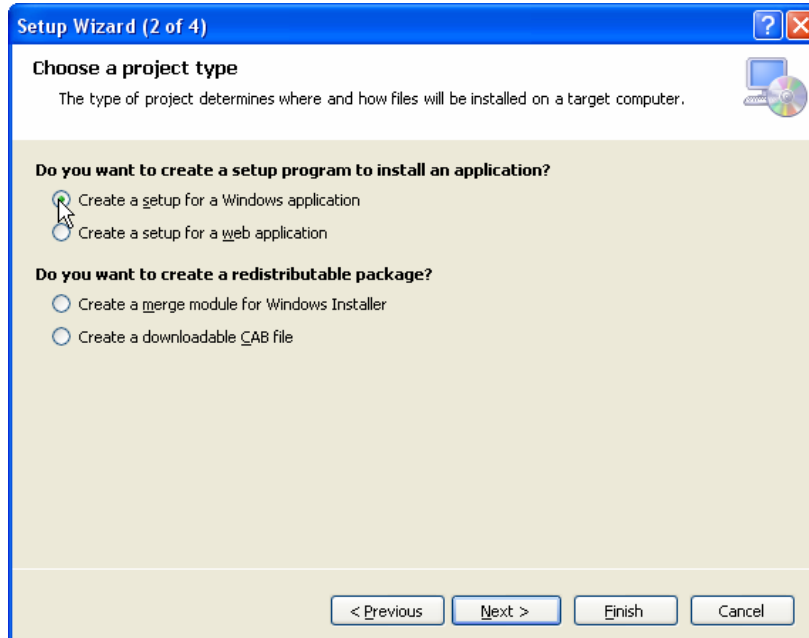 Setup Wizard (2 of 4)
?
Choose a project type
The type of project determines where and how files will be installed on a target computer.
Do you want to create a setup program to install an application?
Create a setup for a Windows application
Create a setup for a web application
Do you want to create a redistributable package?
Create a merge module for Windows Installer
Create a downloadable CAB file
< Previous Next > Finish Cancel